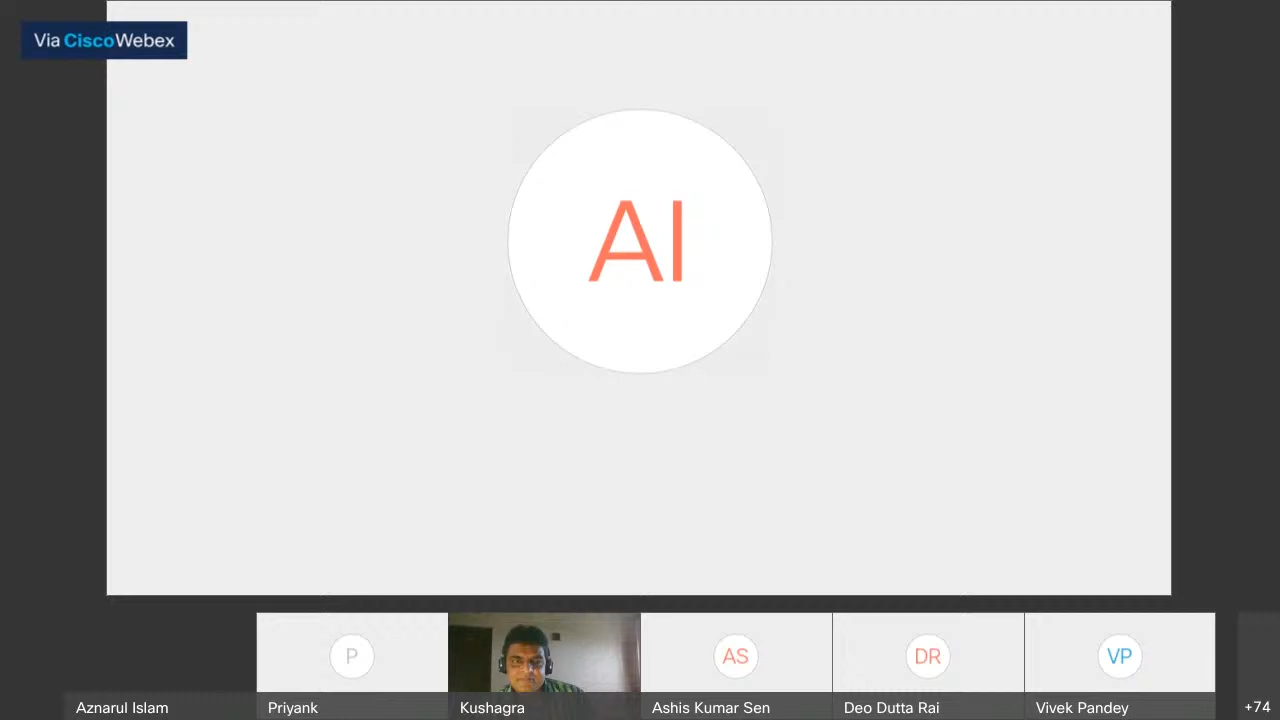 Via CiscoWebex
AI
P
AS
DR
VP
Aznarul Islam
Priyank
Kushagra
Ashis Kumar Sen
Deo Dutta Rai
Vivek Pandey
+74